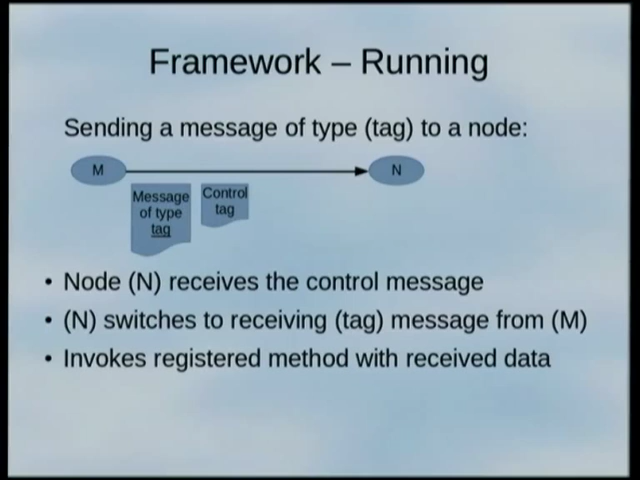 Framework – Running
Sending a message of type (tag) to a node:
M
N
Message
of type
tag
Control
tag
• Node (N) receives the control message
• (N) switches to receiving (tag) message from (M)
• Invokes registered method with received data